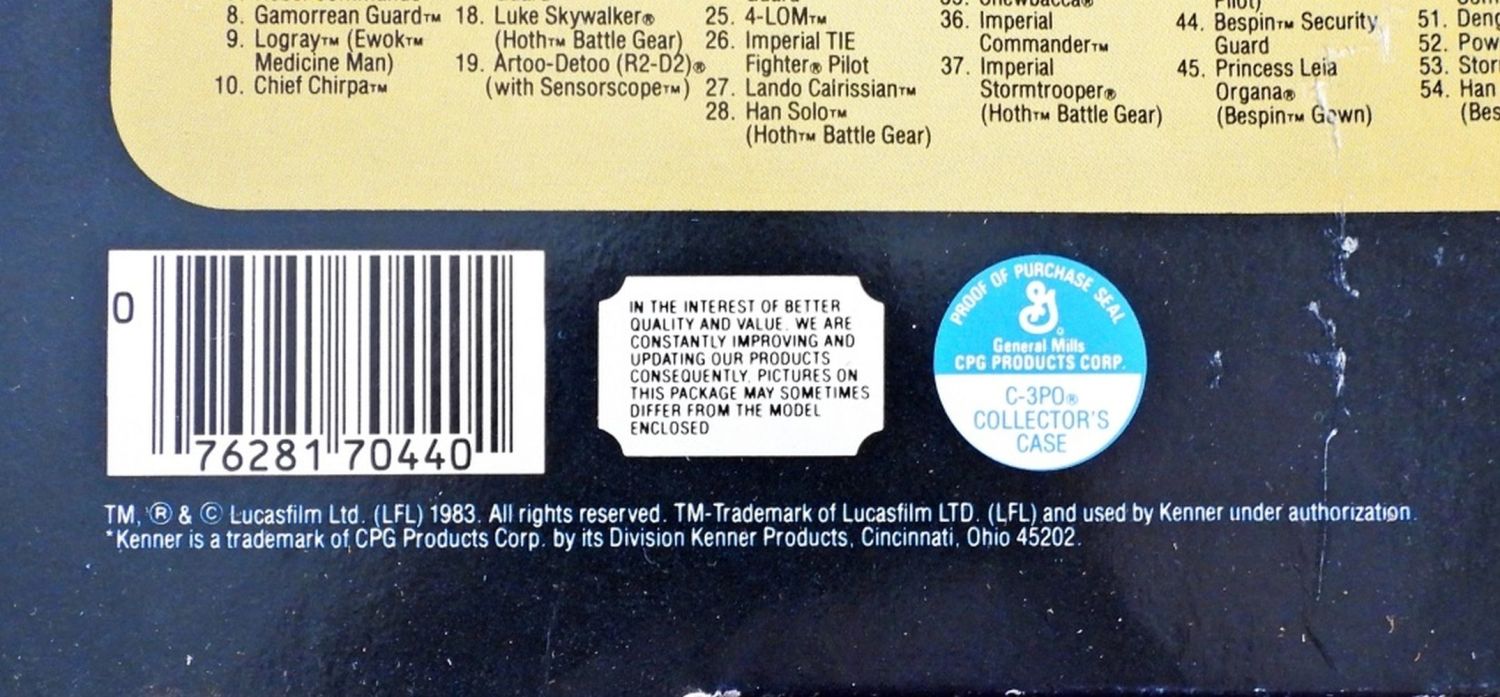 8. Gamorrean Guard™
9. Logray™ (Ewok™
Medicine Man)
10. Chief Chirpa™
18. Luke Skywalker®
(Hoth™ Battle Gear)
19. Artoo-Detoo (R2-D2)®
(with Sensorscope™)
25. 4-LOM™
26. Imperial TIE
Fighter® Pilot
27. Lando Calrissian™
28. Han Solo™
(Hoth™ Battle Gear)
36. Imperial
Commander™
37. Imperial
Stormtrooper®
(Hoth™ Battle Gear)
Pilot)
44. Bespin™ Security
Guard
45. Princess Leia
Organa®
(Bespin™ Gown)
51.
52.
53.
54. Han
0
76281 70440
IN THE INTEREST OF BETTER
QUALITY AND VALUE. WE ARE
CONSTANTLY IMPROVING AND
UPDATING OUR PRODUCTS
CONSEQUENTLY, PICTURES ON
THIS PACKAGE MAY SOMETIMES
DIFFER FROM THE MODEL
ENCLOSED
PROOF OF PURCHASE SEAL
G
General Mills
CPG PRODUCTS CORP.
C-3PO®
COLLECTOR'S
CASE
TM, ® & © Lucasfilm Ltd. (LFL) 1983. All rights reserved. TM-Trademark of Lucasfilm LTD. (LFL) and used by Kenner under authorization.
*Kenner is a trademark of CPG Products Corp. by its Division Kenner Products, Cincinnati, Ohio 45202.